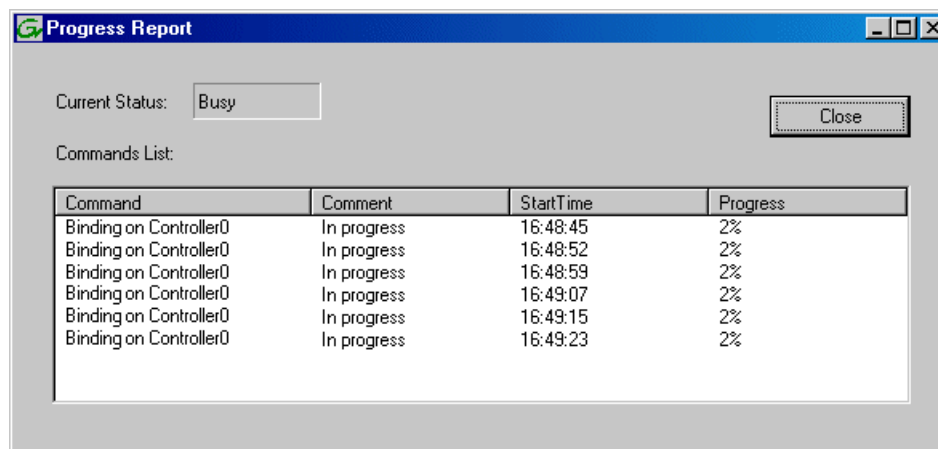 Progress Report
Current Status: Busy
Close
Commands List:
Command Comment StartTime Progress
Binding on Controller0 In progress 16:48:45 2%
Binding on Controller0 In progress 16:48:52 2%
Binding on Controller0 In progress 16:48:59 2%
Binding on Controller0 In progress 16:49:07 2%
Binding on Controller0 In progress 16:49:15 2%
Binding on Controller0 In progress 16:49:23 2%